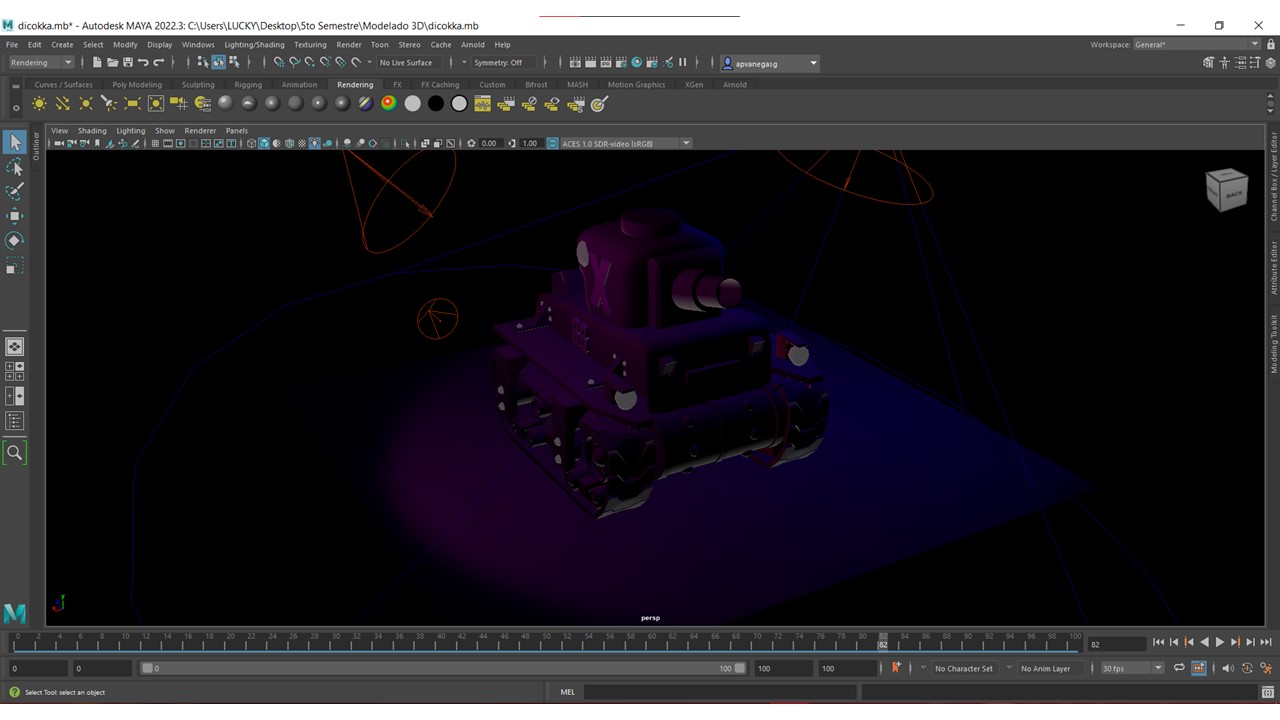 dicokka.mb* - Autodesk MAYA 2022.3: C:\Users\LUCKY\Desktop\5to Semestre\Modelado 3D\dicokka.mb
File Edit Create Select Modify Display Windows Lighting/Shading Texturing Render Toon Stereo Cache Arnold Help Workspace: General*
Rendering No Live Surface Symmetry: Off apvanegasg
Curves / Surfaces Poly Modeling Sculpting Rigging Animation Rendering FX FX Caching Custom Bifrost MASH Motion Graphics XGen Arnold
View Shading Lighting Show Renderer Panels
0.00 1.00 ACES 1.0 SDR-video (sRGB)
Outliner
Channel Box / Layer Editor
Attribute Editor
Modeling Toolkit
BACK
X
y
persp
0 2 4 6 8 10 12 14 16 18 20 22 24 26 28 30 32 34 36 38 40 42 44 46 48 50 52 54 56 58 60 62 64 66 68 70 72 74 76 78 80 82 84 86 88 90 92 94 96 98 100
82 82
0 0 0 100 100 100 No Character Set No Anim Layer 30 fps
Select Tool: select an object MEL